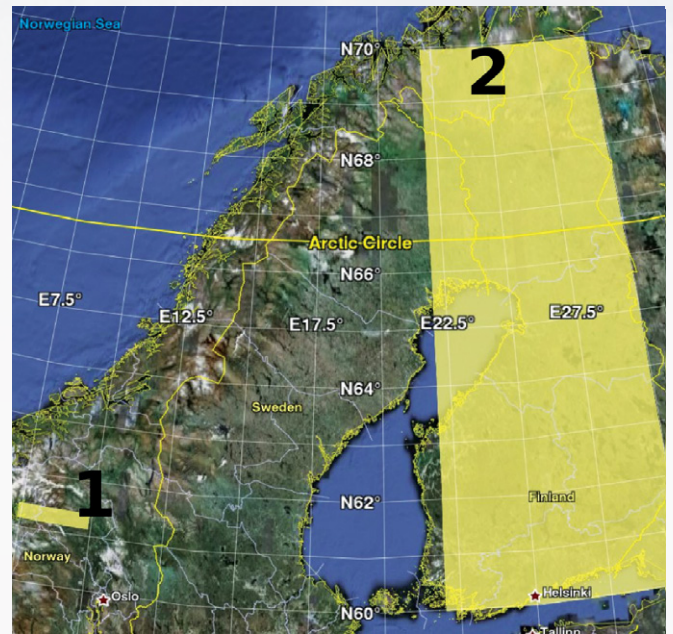 Norwegian Sea
N70°
2
N68°
Arctic Circle
N66°
E7.5°
E12.5°
E17.5°
E22.5°
E27.5°
N64°
Sweden
1
N62°
Finland
Norway
Oslo
Helsinki
N60°
Tallinn